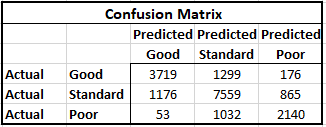 Confusion Matrix
Predicted Predicted Predicted
Good Standard Poor
Actual Good 3719 1299 176
Actual Standard 1176 7559 865
Actual Poor 53 1032 2140